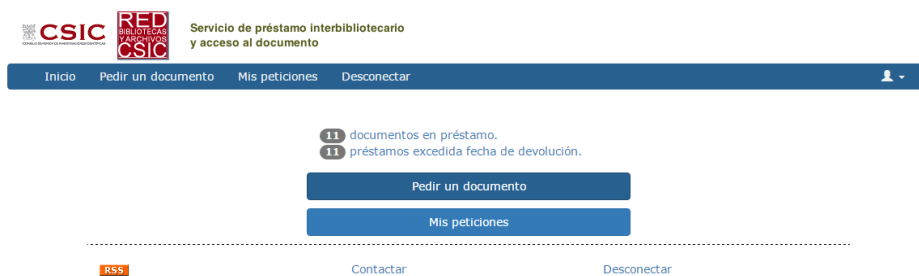 CSIC
RED
BIBLIOTECAS
Y ARCHIVOS
CSIC
Servicio de préstamo interbibliotecario
y acceso al documento
Inicio Pedir un documento Mis peticiones Desconectar
11 documentos en préstamo.
11 préstamos excedida fecha de devolución.
Pedir un documento
Mis peticiones
RSS Contactar Desconectar